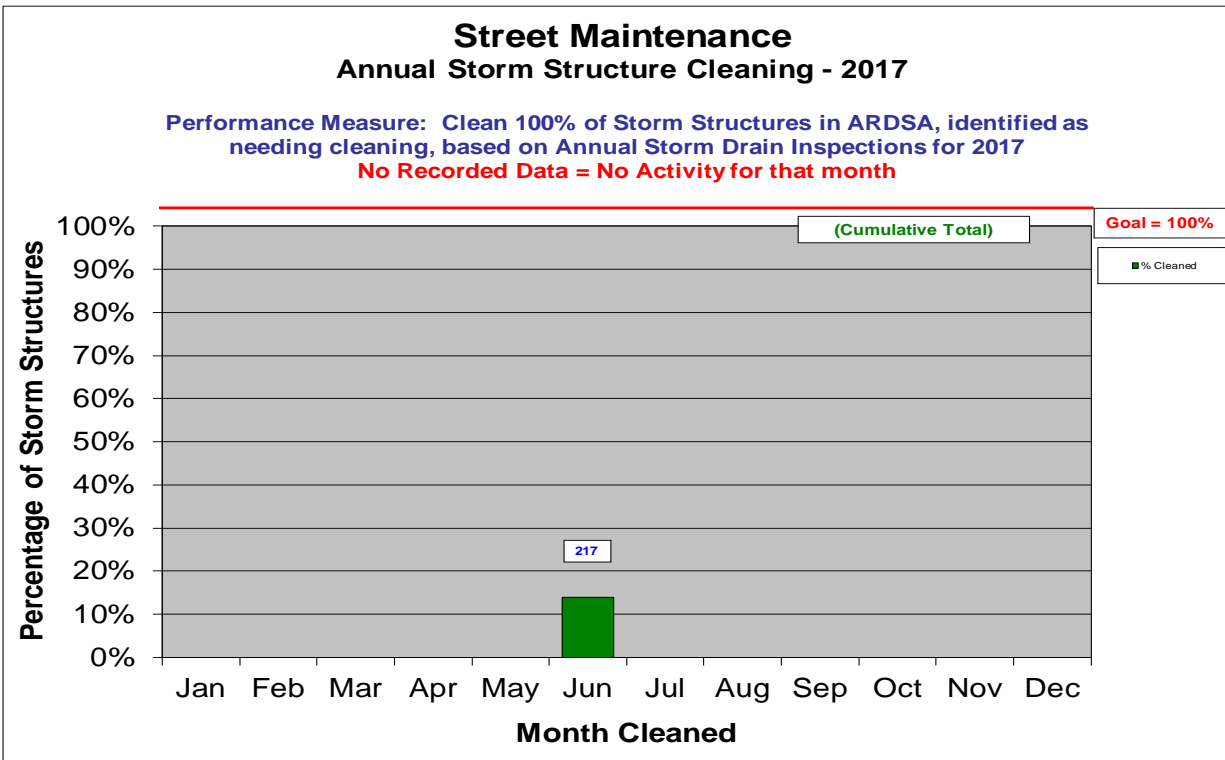 Street Maintenance
Annual Storm Structure Cleaning - 2017
Performance Measure: Clean 100% of Storm Structures in ARDSA, identified as
needing cleaning, based on Annual Storm Drain Inspections for 2017
No Recorded Data = No Activity for that month
Goal = 100%
(Cumulative Total)
% Cleaned
Percentage of Storm Structures
100%
90%
80%
70%
60%
50%
40%
30%
20%
10%
0%
217
Jan Feb Mar Apr May Jun Jul Aug Sep Oct Nov Dec
Month Cleaned